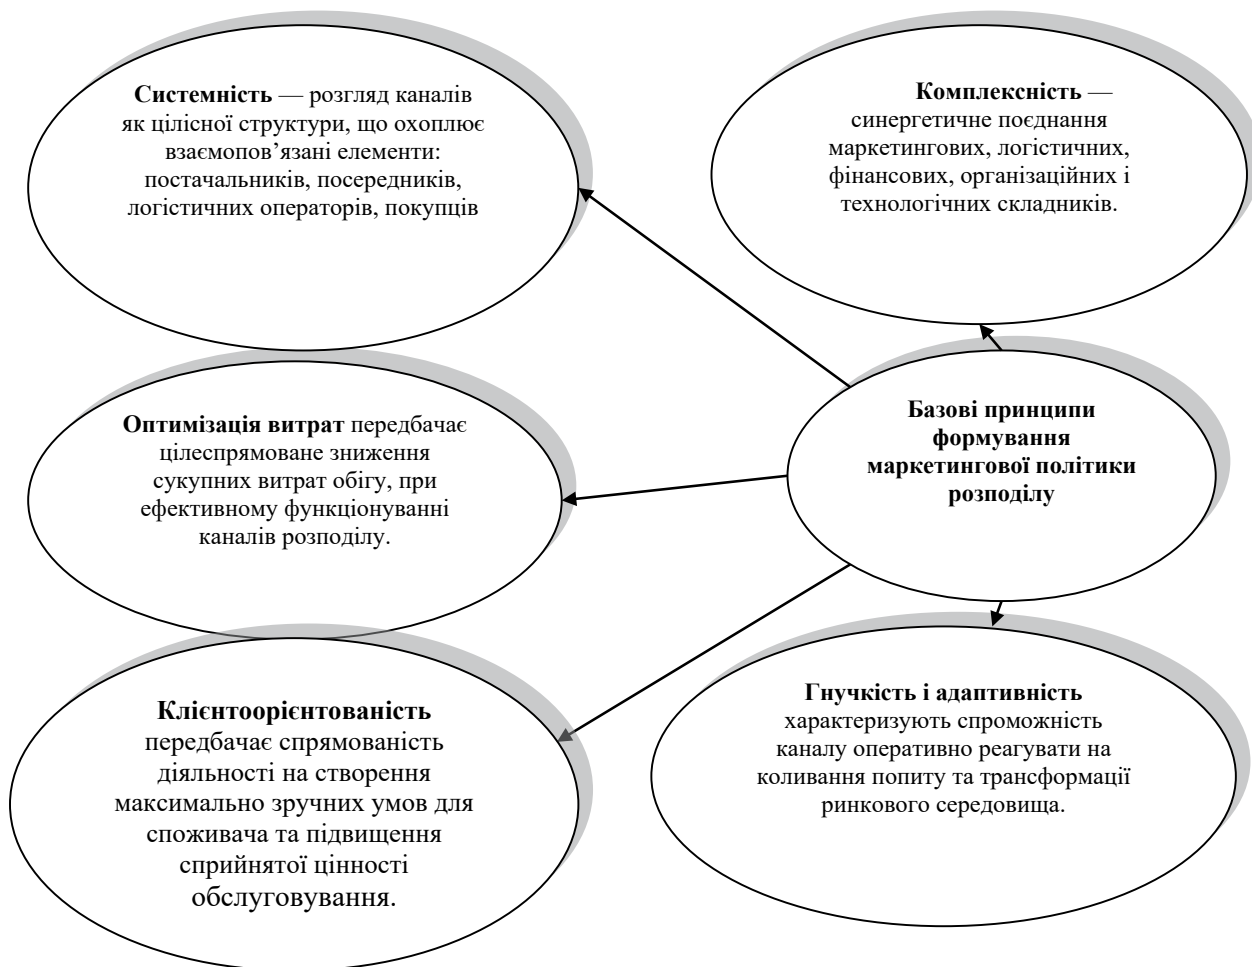 Системність — розгляд каналів
як цілісної структури, що охоплює
взаємопов’язані елементи:
постачальників, посередників,
логістичних операторів, покупців
Комплексність —
синергетичне поєднання
маркетингових, логістичних,
фінансових, організаційних і
технологічних складників.
Базові принципи
формування
маркетингової політики
розподілу
Оптимізація витрат передбачає
цілеспрямоване зниження
сукупних витрат обігу, при
ефективному функціонуванні
каналів розподілу.
Клієнтоорієнтованість
передбачає спрямованість
діяльності на створення
максимально зручних умов для
споживача та підвищення
сприйнятої цінності
обслуговування.
Гнучкість і адаптивність
характеризують спроможність
каналу оперативно реагувати на
коливання попиту та трансформації
ринкового середовища.